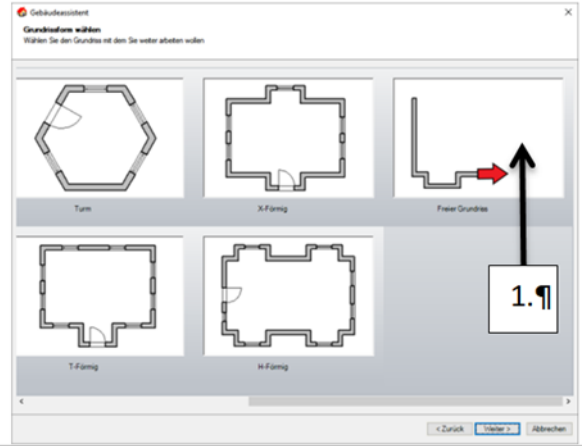 Gebäudeassistent
Grundrissform wählen
Wählen Sie den Grundriss mit dem Sie weiter arbeiten wollen
Turm
X-Förmig
Freier Grundriss
1.¶
T-Förmig
H-Förmig
< Zurück
Weiter >
Abbrechen